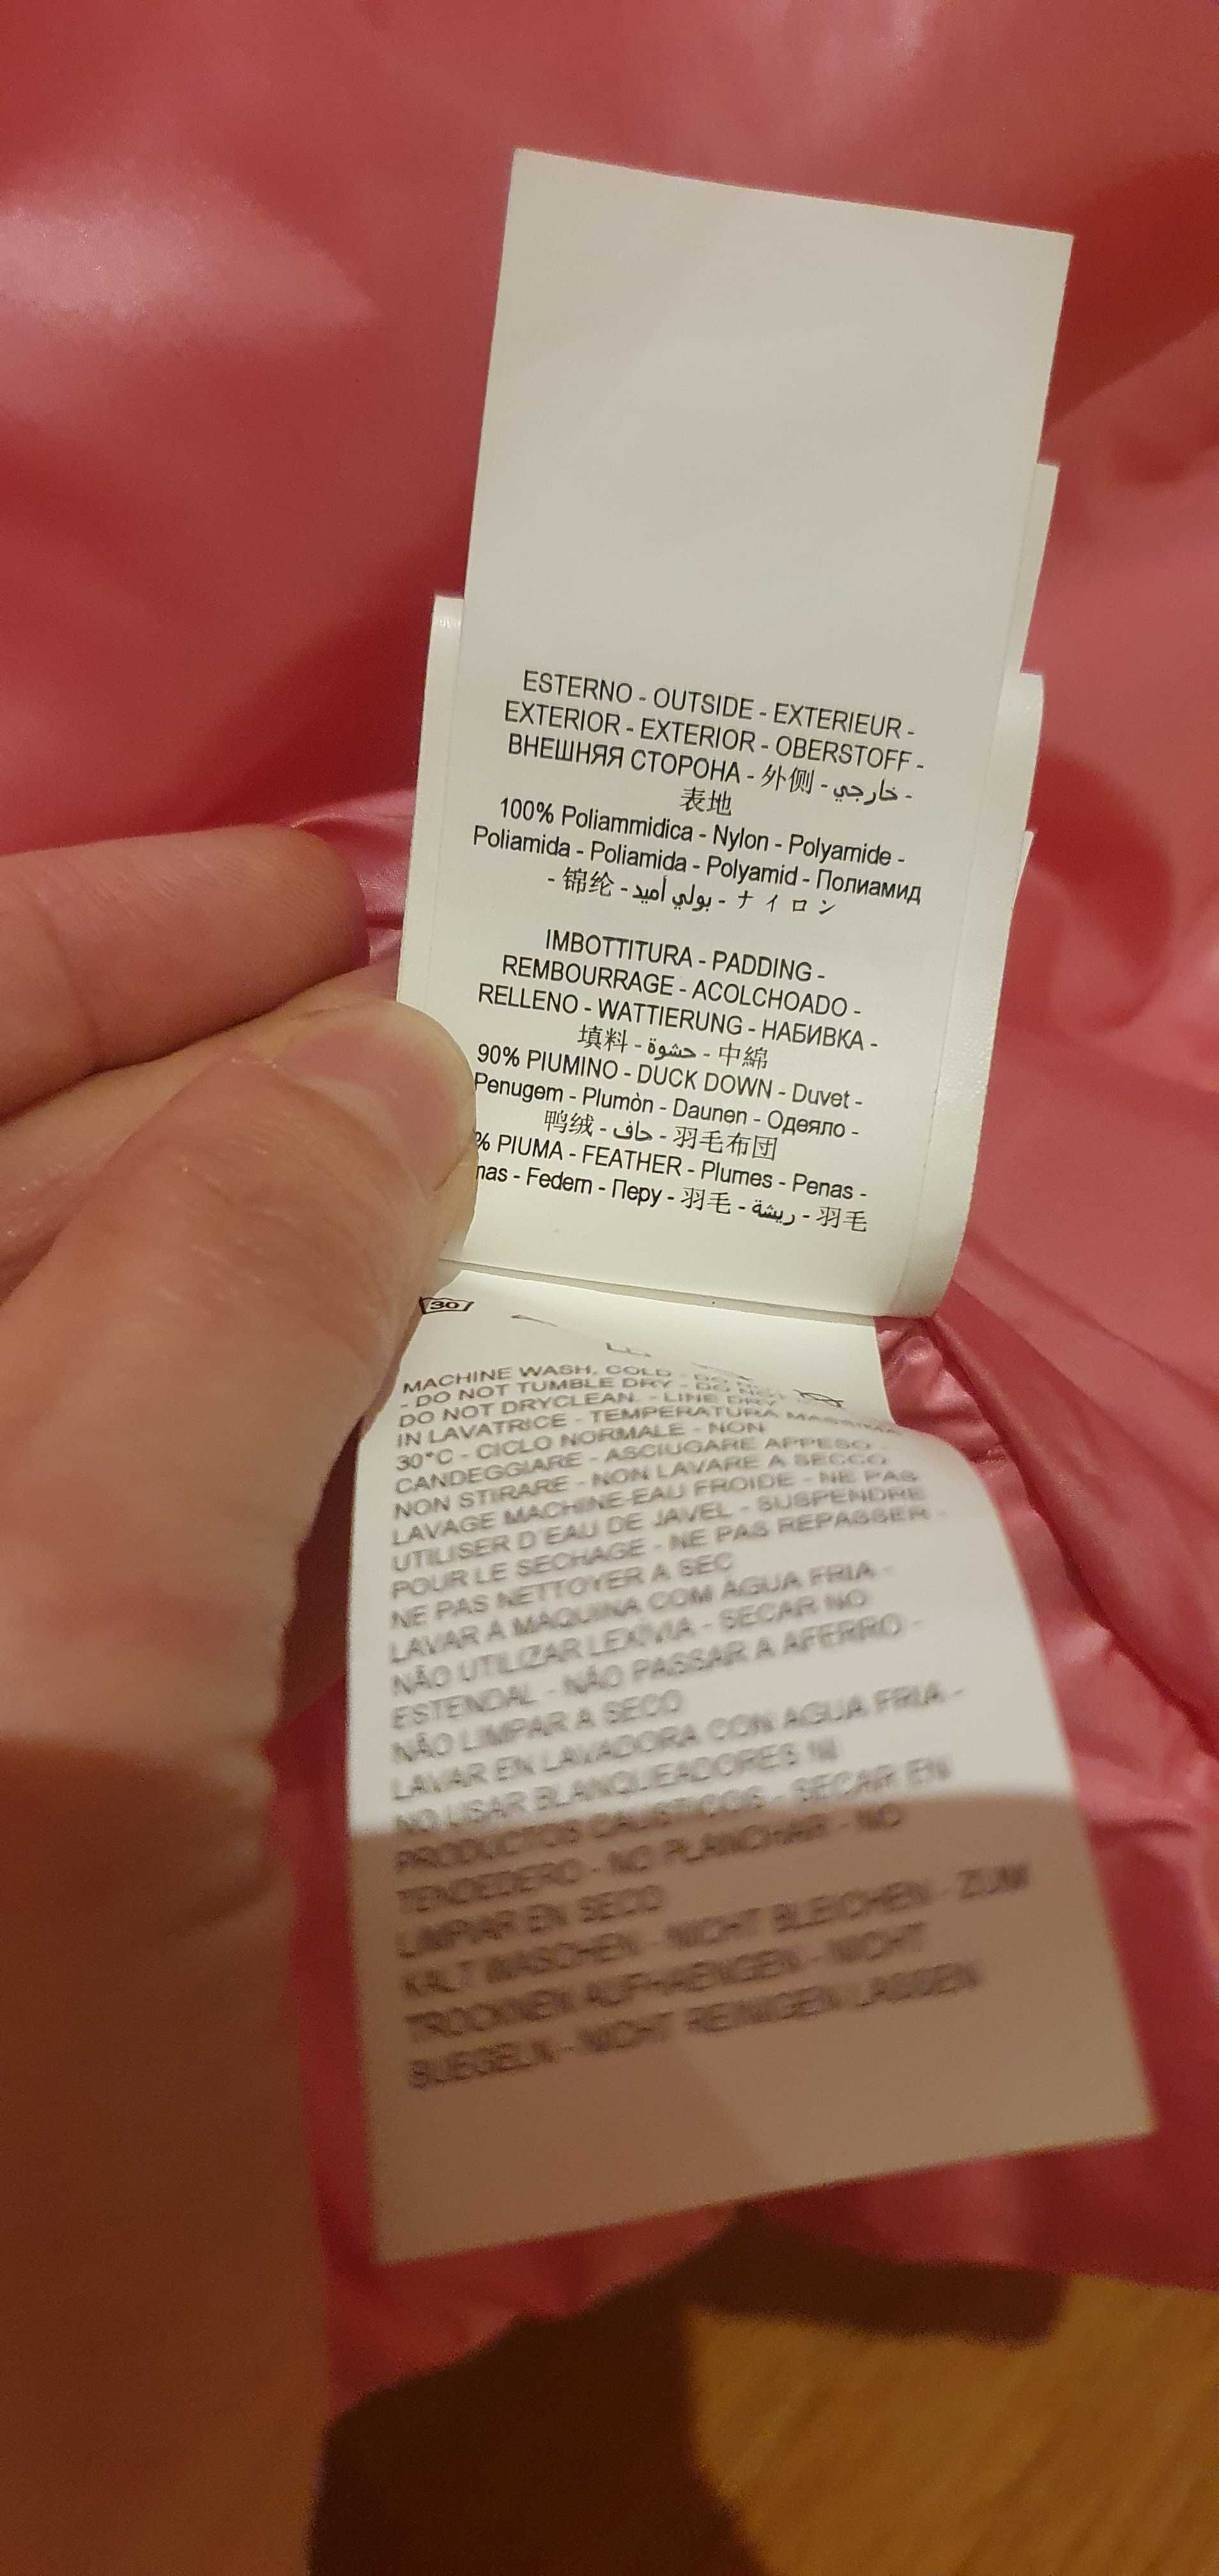 ESTERNO - OUTSIDE - EXTERIEUR -
EXTERIOR - EXTERIOR - OBERSTOFF -
ВНЕШНЯЯ СТОРОНА - 外侧 - خارجي -
表地
100% Poliammidica - Nylon - Polyamide -
Poliamida - Poliamida - Polyamid - Полиамид
- 锦纶 - بولي أميد - ナイロン
IMBOTTITURA - PADDING -
REMBOURRAGE - ACOLCHOADO -
RELLENO - WATTIERUNG - НАБИВКА -
填料 - حشوة - 中綿
90% PIUMINO - DUCK DOWN - Duvet -
Penugem - Plumòn - Daunen - Одеяло -
鸭绒 - حاف - 羽毛布団
% PIUMA - FEATHER - Plumes - Penas -
mas - Federn - Перу - 羽毛 - ريشة - 羽毛
30
MACHINE WASH, COLD -
- DO NOT TUMBLE DRY - DO NOT
DO NOT DRYCLEAN. - LINE DRY
IN LAVATRICE - TEMPERATURA MASSIMA
30°C - CICLO NORMALE - NON
CANDEGGIARE - ASCIUGARE APPESO -
NON STIRARE - NON LAVARE A SECCO
LAVAGE MACHINE-EAU FROIDE - NE PAS
UTILISER D'EAU DE JAVEL - SUSPENDRE
POUR LE SECHAGE - NE PAS REPASSER -
NE PAS NETTOYER A SEC
LAVAR À MAQUINA COM ÁGUA FRIA -
NÃO UTILIZAR LEXÍVIA - SECAR NO
ESTENDAL - NÃO PASSAR A AFERRO -
NÃO LIMPAR A SECO
LAVAR EN LAVADORA CON AGUA FRIA -
NO USAR BLANQUEADORES NI
PRODUCTOS CAUSTICOS - SECAR EN
TENDEDERO - NO PLANCHAR - NO
LIMPIAR EN SECO
KALT WASCHEN - NICHT BLEICHEN - ZUM
TROCKNEN AUFHAENGEN - NICHT
BUEGELN - NICHT REINIGEN LASSEN